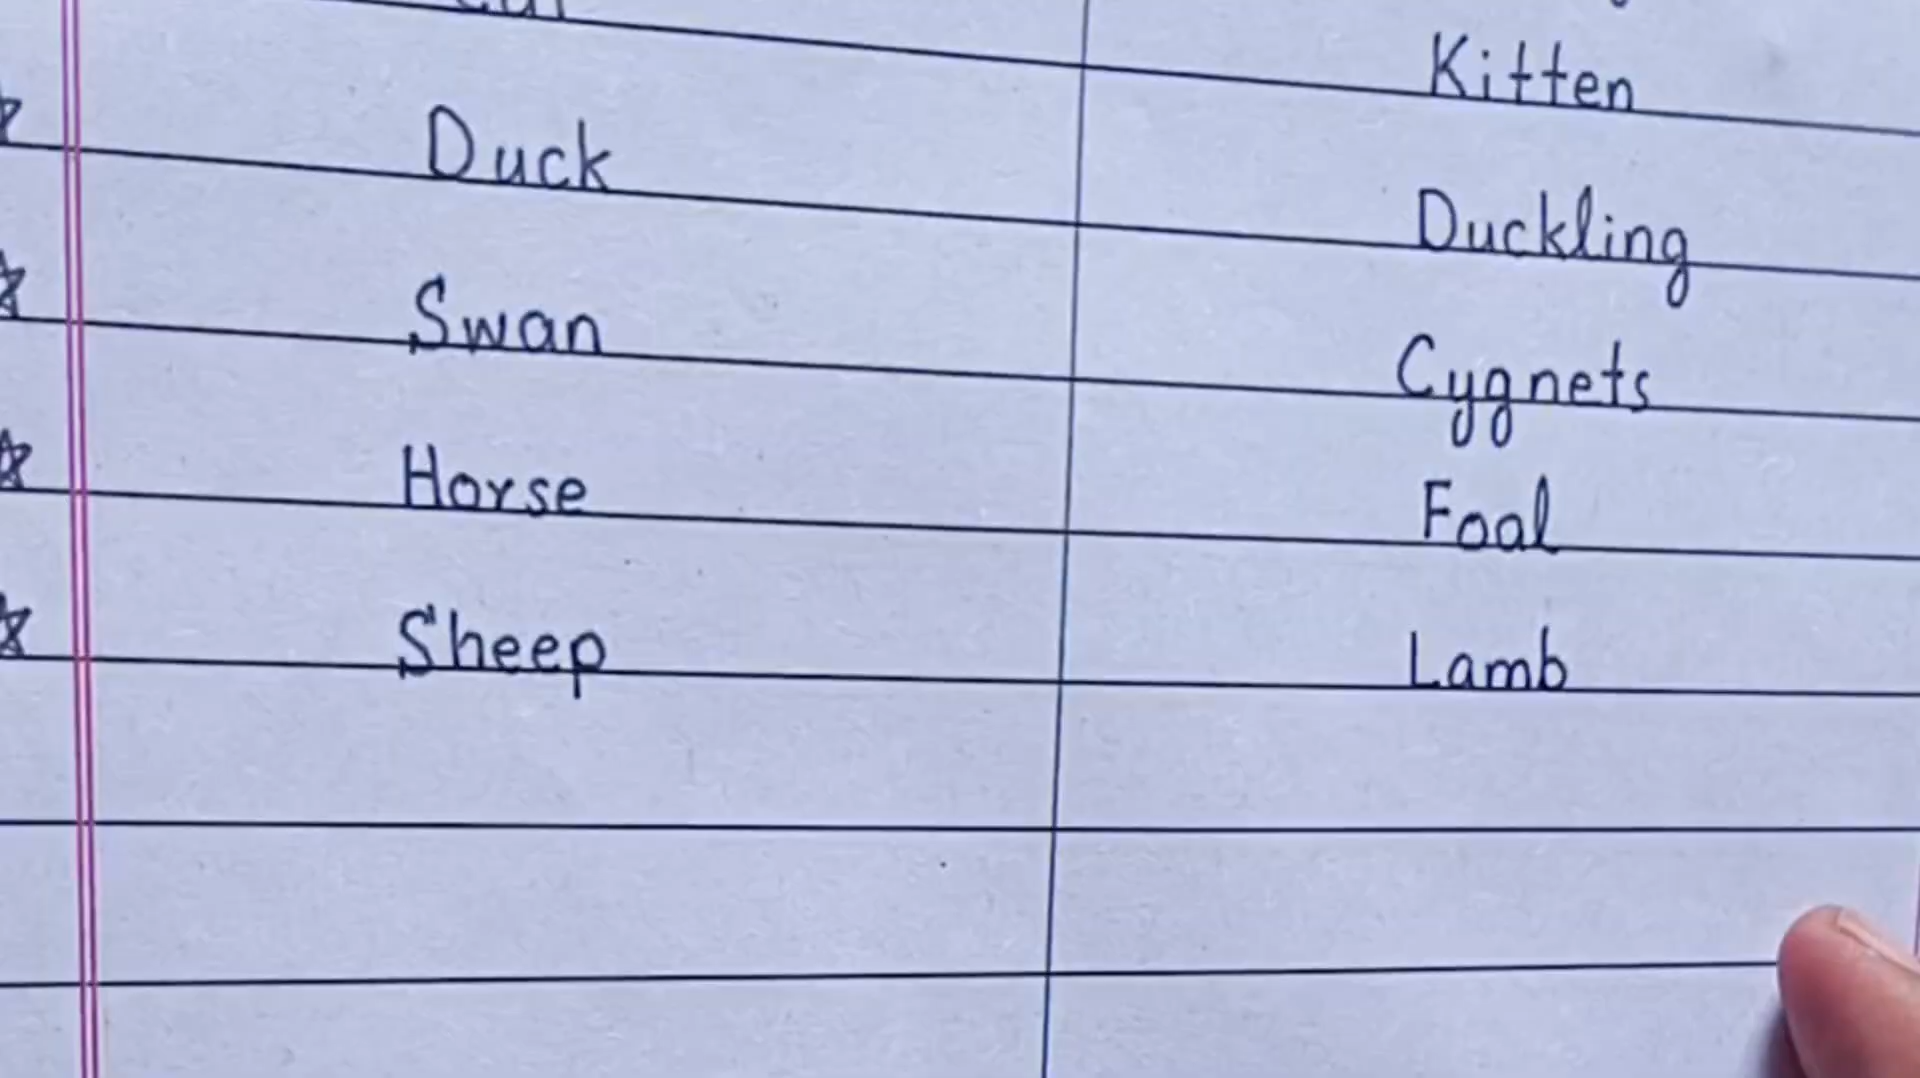 Kitten
Duck Duckling
Swan Cygnets
Horse Foal
Sheep Lamb